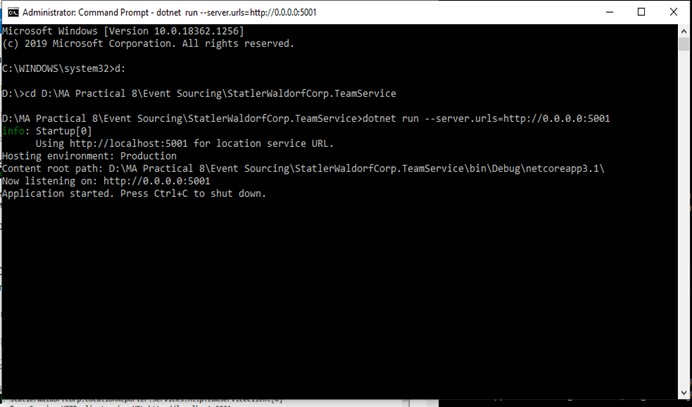 Administrator: Command Prompt - dotnet run --server.urls=http://0.0.0.0:5001
Microsoft Windows [Version 10.0.18362.1256]
(c) 2019 Microsoft Corporation. All rights reserved.
C:\WINDOWS\system32>d:
D:\>cd D:\MA Practical 8\Event Sourcing\StatlerWaldorfCorp.TeamService
D:\MA Practical 8\Event Sourcing\StatlerWaldorfCorp.TeamService>dotnet run --server.urls=http://0.0.0.0:5001
info: Startup[0]
Using http://localhost:5001 for location service URL.
Hosting environment: Production
Content root path: D:\MA Practical 8\Event Sourcing\StatlerWaldorfCorp.TeamService\bin\Debug\netcoreapp3.1\
Now listening on: http://0.0.0.0:5001
Application started. Press Ctrl+C to shut down.